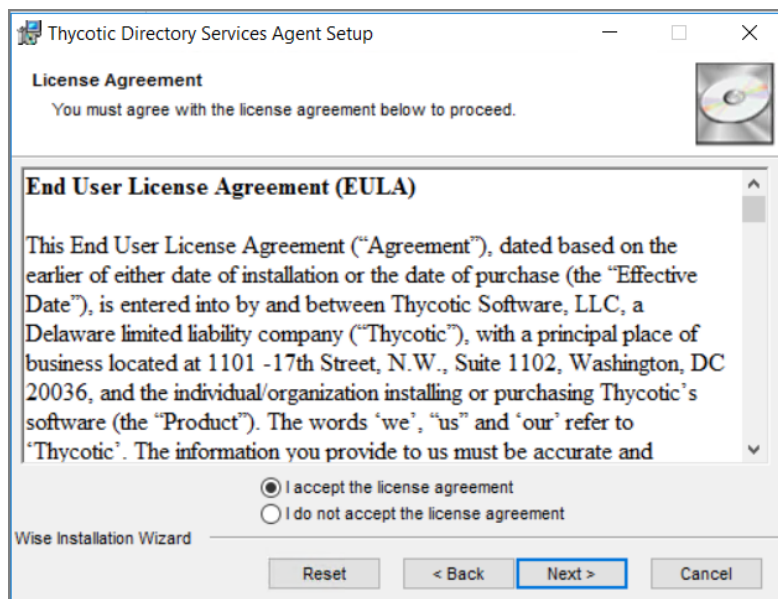 Thycotic Directory Services Agent Setup
License Agreement
You must agree with the license agreement below to proceed.
End User License Agreement (EULA)
This End User License Agreement (“Agreement”), dated based on the
earlier of either date of installation or the date of purchase (the “Effective
Date”), is entered into by and between Thycotic Software, LLC, a
Delaware limited liability company (“Thycotic”), with a principal place of
business located at 1101 -17th Street, N.W., Suite 1102, Washington, DC
20036, and the individual/organization installing or purchasing Thycotic’s
software (the “Product”). The words ‘we’, “us” and ‘our’ refer to
‘Thycotic’. The information you provide to us must be accurate and
I accept the license agreement
I do not accept the license agreement
Wise Installation Wizard
Reset
< Back
Next >
Cancel